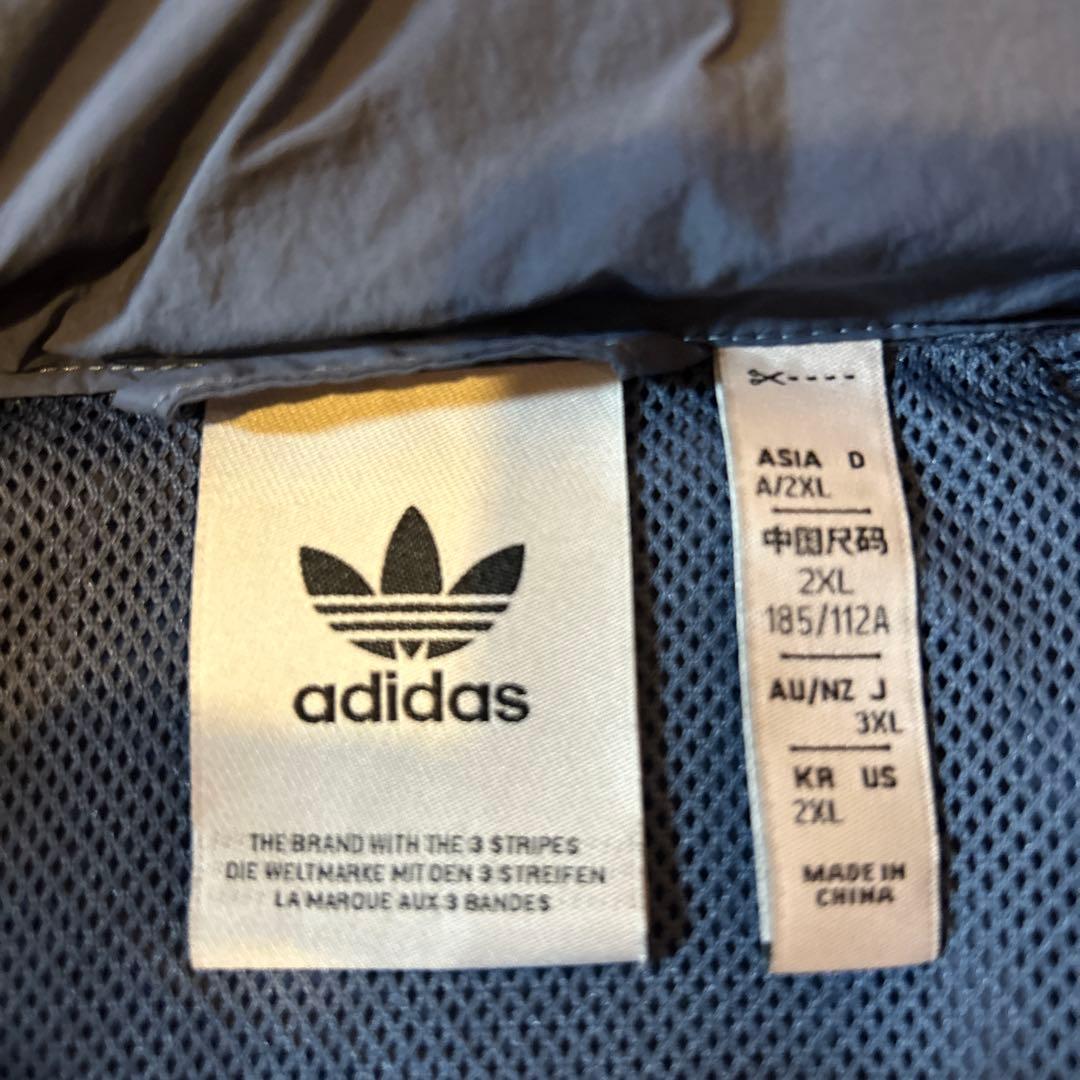 adidas
THE BRAND WITH THE 3 STRIPES
DIE WELTMARKE MIT DEN 3 STREIFEN
LA MARQUE AUX 3 BANDES
ASIA D
A/2XL
中国尺码
2XL
185/112A
AU/NZ J
3XL
KR US
2XL
MADE IN
CHINA